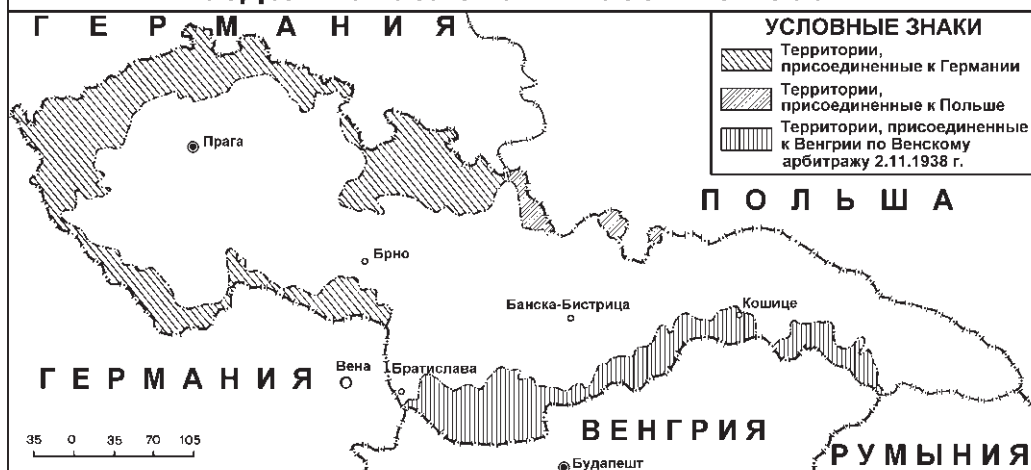 ГЕРМАНИЯ
УСЛОВНЫЕ ЗНАКИ
Территории,
присоединенные к Германии
Территории,
присоединенные к Польше
Территории, присоединенные
к Венгрии по Венскому
арбитражу 2.11.1938 г.
Прага
ПОЛЬША
Брно
Банска-Бистрица
Кошице
Вена
Братислава
ГЕРМАНИЯ
ВЕНГРИЯ
35 0 35 70 105
РУМЫНИЯ
Будапешт